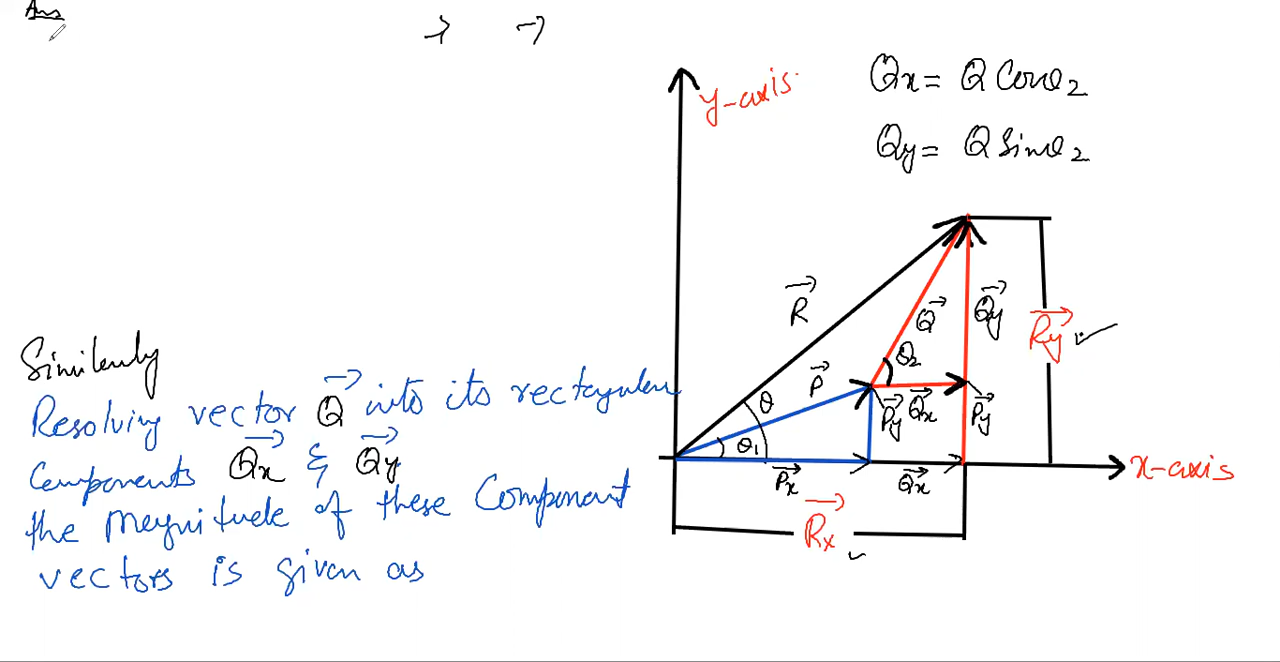 Ans
Qx = Q Cosθ2
y-axis
Qy = Q Sinθ2
R
Q
Qy
Ry
Similarly
θ2
P
Resolving vector Q into its rectangular
θ
Py
Qx
Py
θ1
Components Qx & Qy
x-axis
Px
Qx
the Magnitude of these Component
Rx
vectors is given as